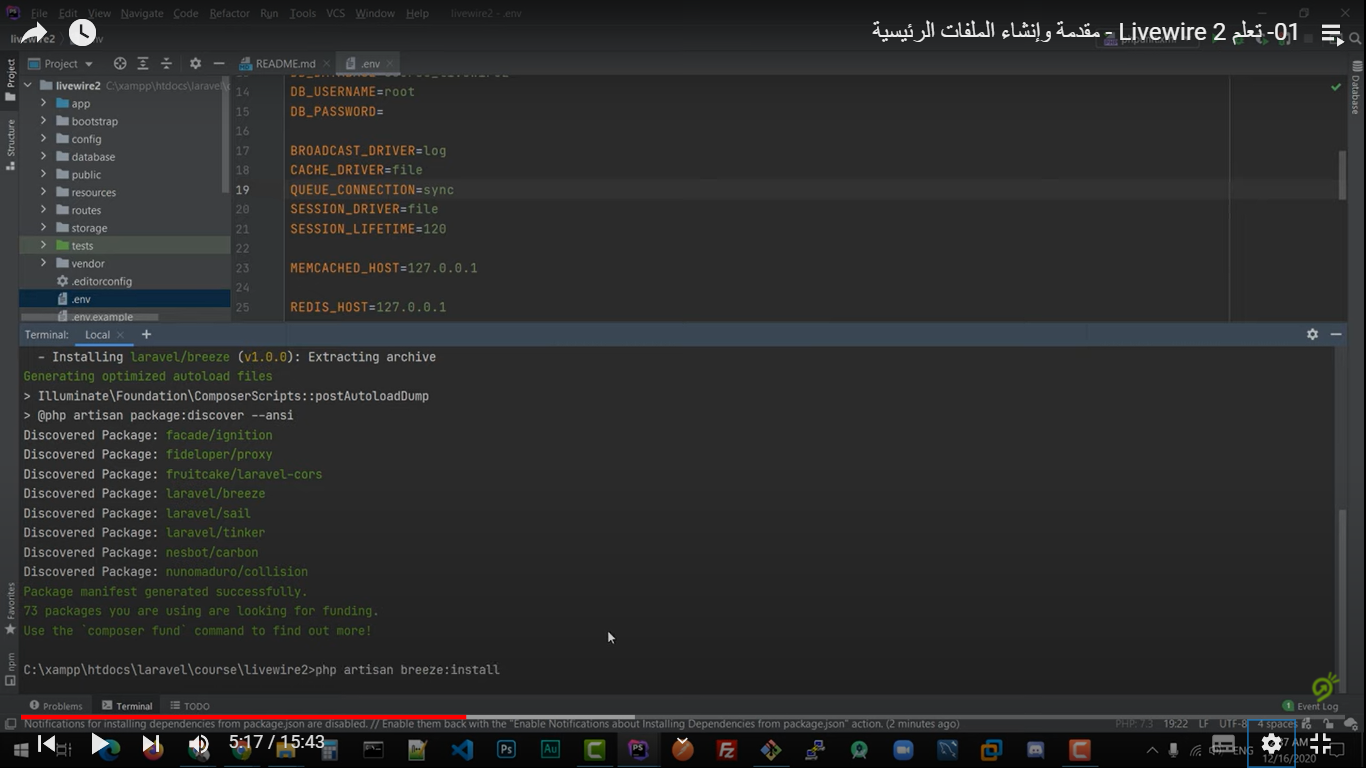 File Edit View Navigate Code Refactor Run Tools VCS Window Help livewire2 - .env
01- تعلم Livewire 2 - مقدمة وإنشاء الملفات الرئيسية
Project
README.md
.env
livewire2 C:\xampp\htdocs\laravel\c
app
bootstrap
config
database
public
resources
routes
storage
tests
vendor
.editorconfig
.env
.env.example
14 DB_USERNAME=root
15 DB_PASSWORD=
16
17 BROADCAST_DRIVER=log
18 CACHE_DRIVER=file
19 QUEUE_CONNECTION=sync
20 SESSION_DRIVER=file
21 SESSION_LIFETIME=120
22
23 MEMCACHED_HOST=127.0.0.1
24
25 REDIS_HOST=127.0.0.1
Project
Structure
Favorites
npm
Database
Terminal: Local
- Installing laravel/breeze (v1.0.0): Extracting archive
Generating optimized autoload files
> Illuminate\Foundation\ComposerScripts::postAutoloadDump
> @php artisan package:discover --ansi
Discovered Package: facade/ignition
Discovered Package: fideloper/proxy
Discovered Package: fruitcake/laravel-cors
Discovered Package: laravel/breeze
Discovered Package: laravel/sail
Discovered Package: laravel/tinker
Discovered Package: nesbot/carbon
Discovered Package: nunomaduro/collision
Package manifest generated successfully.
73 packages you are using are looking for funding.
Use the `composer fund` command to find out more!
C:\xampp\htdocs\laravel\course\livewire2>php artisan breeze:install
Problems Terminal TODO
1 Event Log
Notifications for installing dependencies from package.json are disabled. // Enable them back with the "Enable Notifications about Installing Dependencies from package.json" action. (2 minutes ago)
PHP: 7.3 19:22 LF UTF-8 4 spaces
5:17 / 15:43
Ps
Au
PS
Fz
ENG
AM
12/16/2020